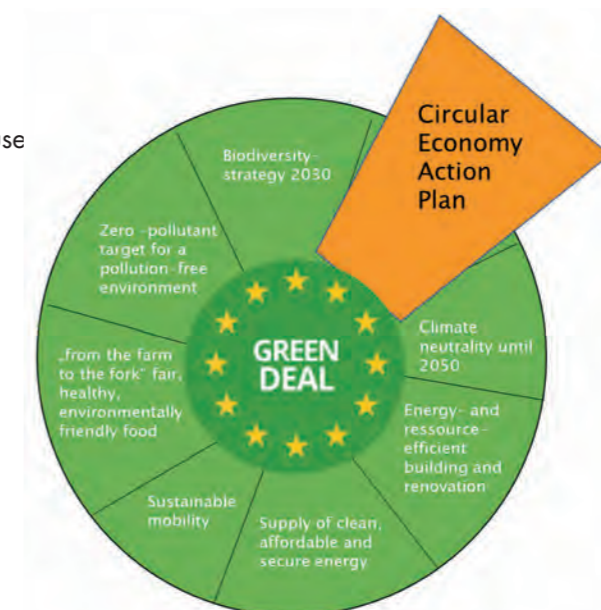 use
Circular
Economy
Action
Plan
Biodiversity-
strategy 2030
Zero -pollutant
target for a
pollution-free
environment
„from the farm
to the fork" fair,
healthy,
environmentally
friendly food
Sustainable
mobility
Supply of clean,
affordable and
secure energy
Energy- and
ressource-
efficient
building and
renovation
Climate
neutrality until
2050
GREEN
DEAL